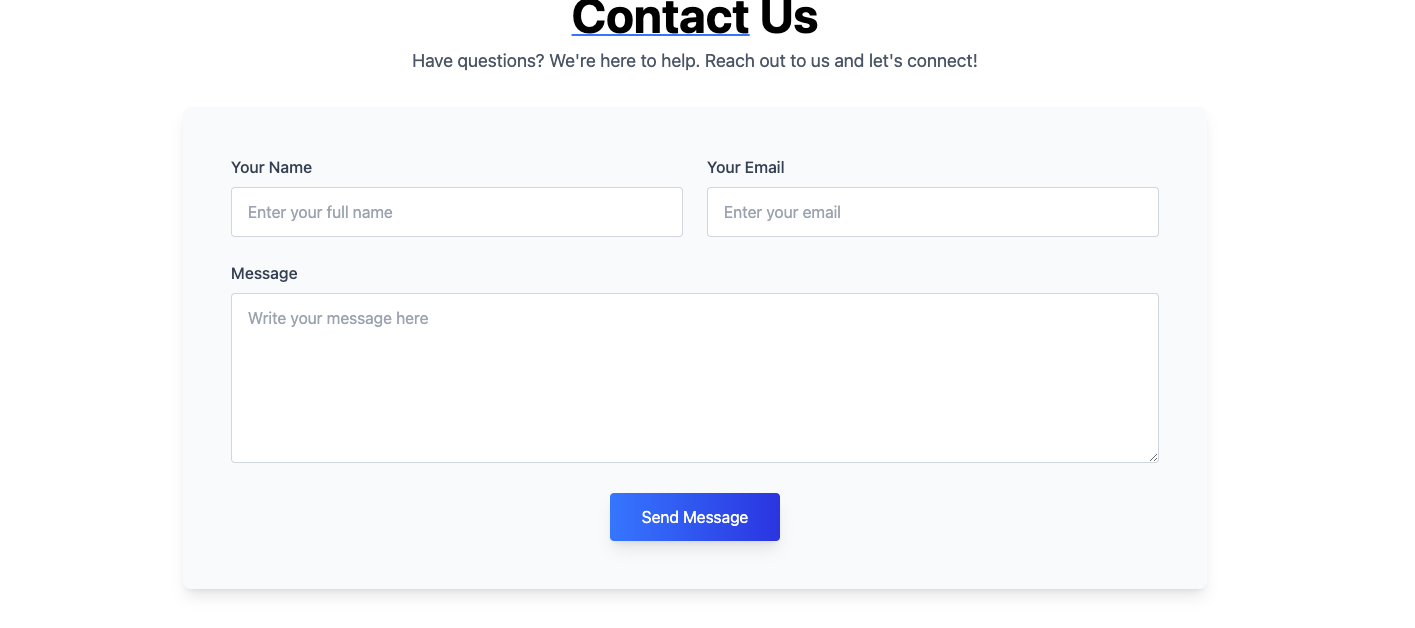 Contact Us
Have questions? We're here to help. Reach out to us and let's connect!
Your Name
Your Email
Enter your full name
Enter your email
Message
Write your message here
Send Message